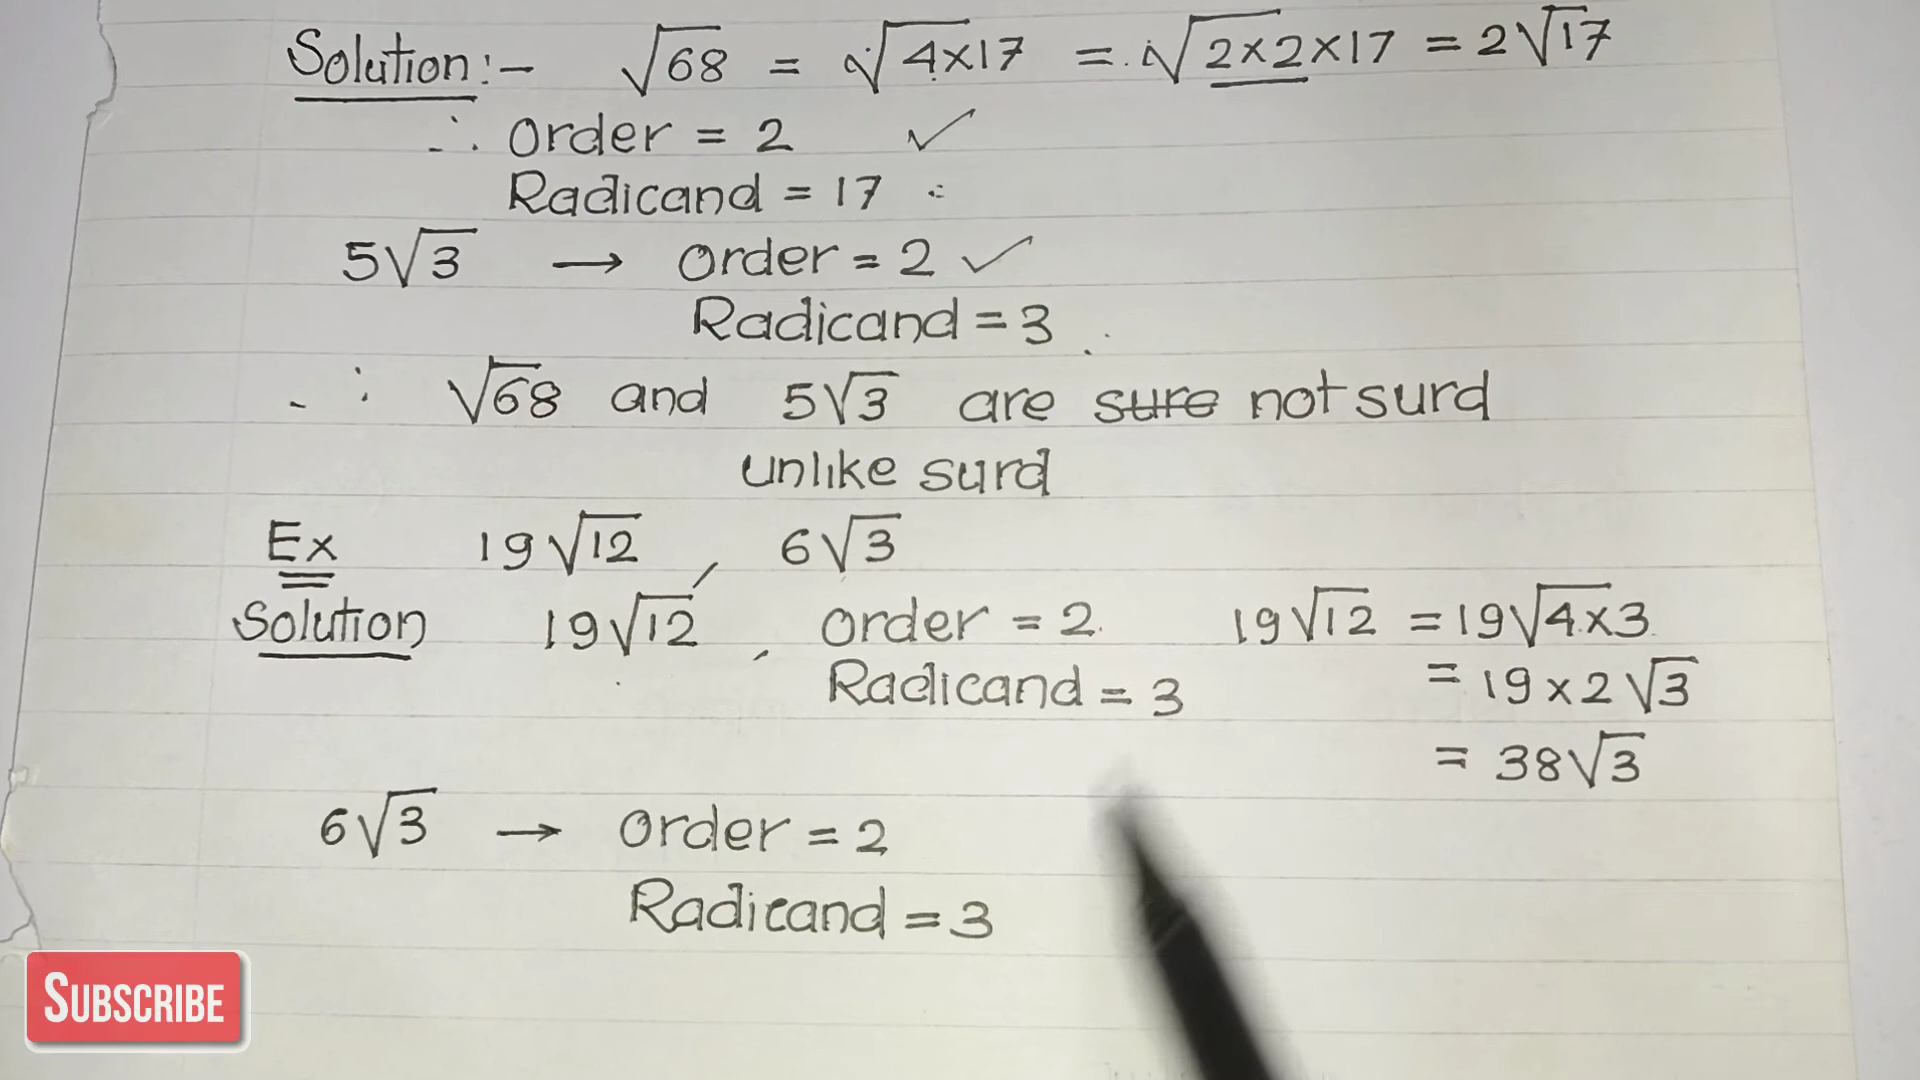 Solution :- √68 = √4×17 = √2×2×17 = 2√17
∴ Order = 2 ✓
Radicand = 17
5√3 → Order = 2 ✓
Radicand = 3
∴ √68 and 5√3 are sure not surd
unlike surd
Ex 19√12 , 6√3
Solution 19√12 , Order = 2 19√12 = 19√4×3
Radicand = 3 = 19×2√3
= 38√3
6√3 → Order = 2
Radicand = 3
SUBSCRIBE